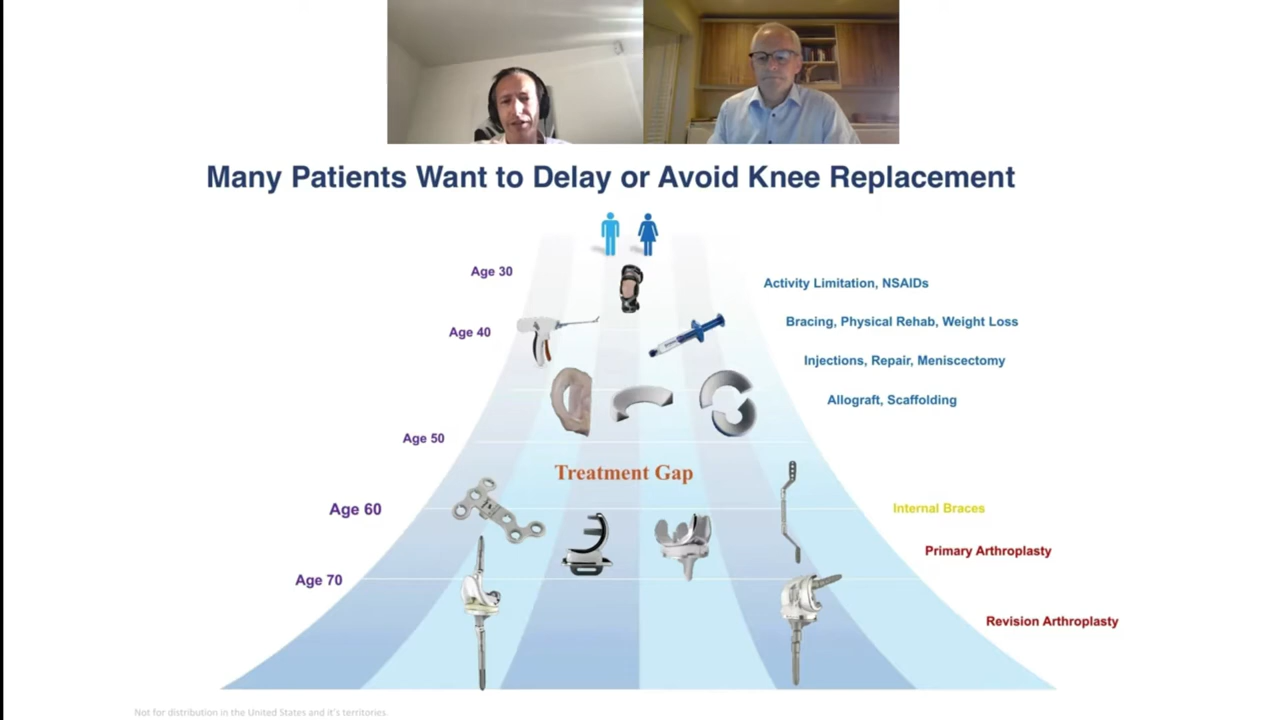 Many Patients Want to Delay or Avoid Knee Replacement
Age 30
Activity Limitation, NSAIDs
Age 40
Bracing, Physical Rehab, Weight Loss
Injections, Repair, Meniscectomy
Allograft, Scaffolding
Age 50
Treatment Gap
Age 60
Internal Braces
Primary Arthroplasty
Age 70
Revision Arthroplasty
Not for distribution in the United States and it's territories.